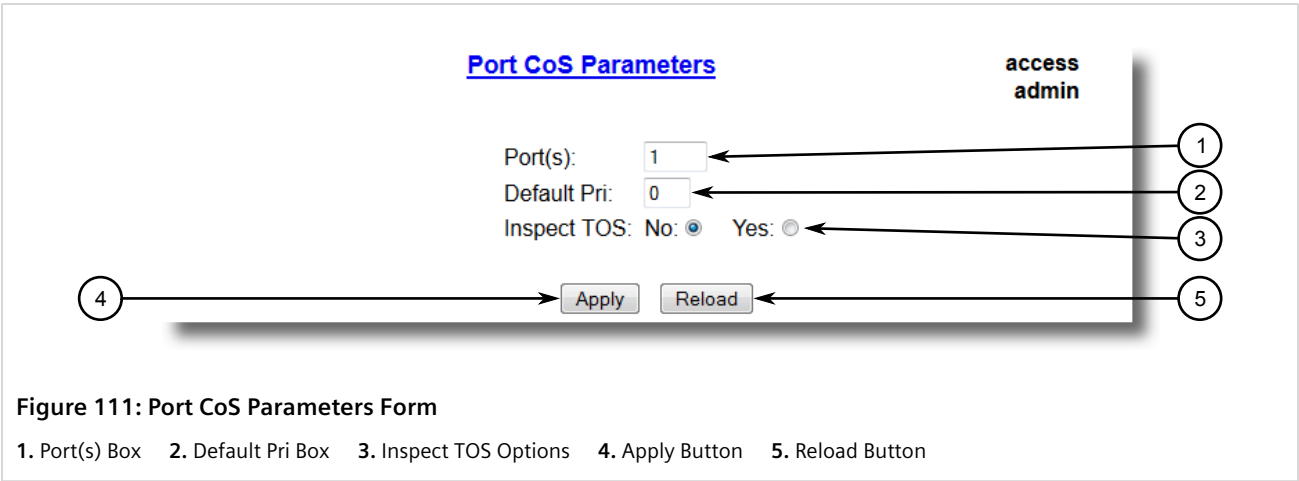 Port CoS Parameters
access
admin
Port(s): 1
1
Default Pri: 0
2
Inspect TOS: No: Yes:
3
4
Apply Reload
5
Figure 111: Port CoS Parameters Form
1. Port(s) Box 2. Default Pri Box 3. Inspect TOS Options 4. Apply Button 5. Reload Button